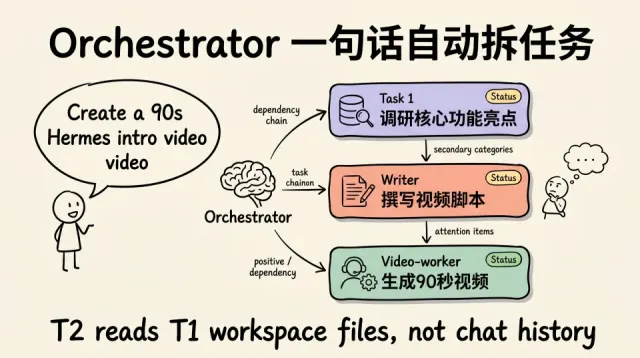 Orchestrator 一句话自动拆任务
Create a 90s
Hermes intro video
video
dependency
chain
Orchestrator
task
chainon
positive /
dependency
Task 1
Status
调研核心功能亮点
secondary categories
Writer
Status
撰写视频脚本
attention items
Video-worker
Status
生成90秒视频
...
T2 reads T1 workspace files, not chat history